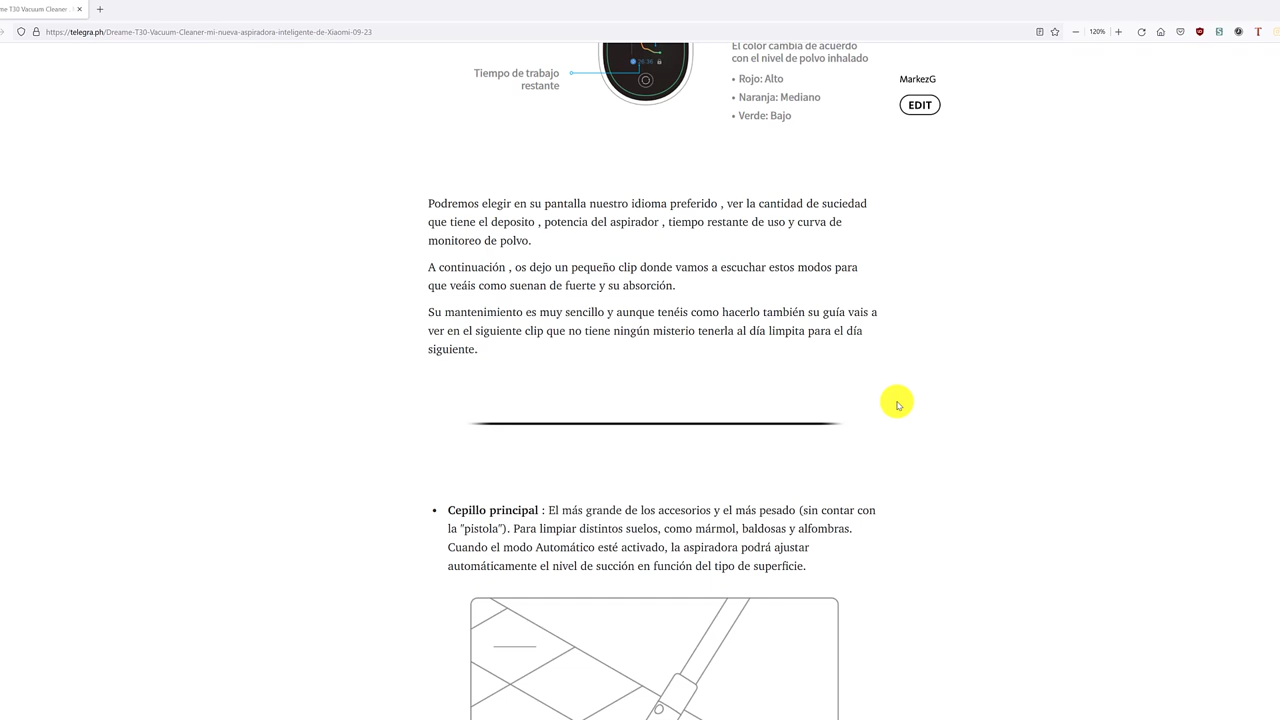 me T30 Vacuum Cleaner
https://telegra.ph/Dreame-T30-Vacuum-Cleaner-mi-nueva-aspiradora-inteligente-de-Xiaomi-09-23
120%
El color cambia de acuerdo
con el nivel de polvo inhalado
Tiempo de trabajo
restante
• Rojo: Alto
• Naranja: Mediano
• Verde: Bajo
MarkezG
EDIT
Podremos elegir en su pantalla nuestro idioma preferido , ver la cantidad de suciedad
que tiene el deposito , potencia del aspirador , tiempo restante de uso y curva de
monitoreo de polvo.
A continuación , os dejo un pequeño clip donde vamos a escuchar estos modos para
que veáis como suenan de fuerte y su absorción.
Su mantenimiento es muy sencillo y aunque tenéis como hacerlo también su guía vais a
ver en el siguiente clip que no tiene ningún misterio tenerla al día limpita para el día
siguiente.
• Cepillo principal : El más grande de los accesorios y el más pesado (sin contar con
la "pistola"). Para limpiar distintos suelos, como mármol, baldosas y alfombras.
Cuando el modo Automático esté activado, la aspiradora podrá ajustar
automáticamente el nivel de succión en función del tipo de superficie.